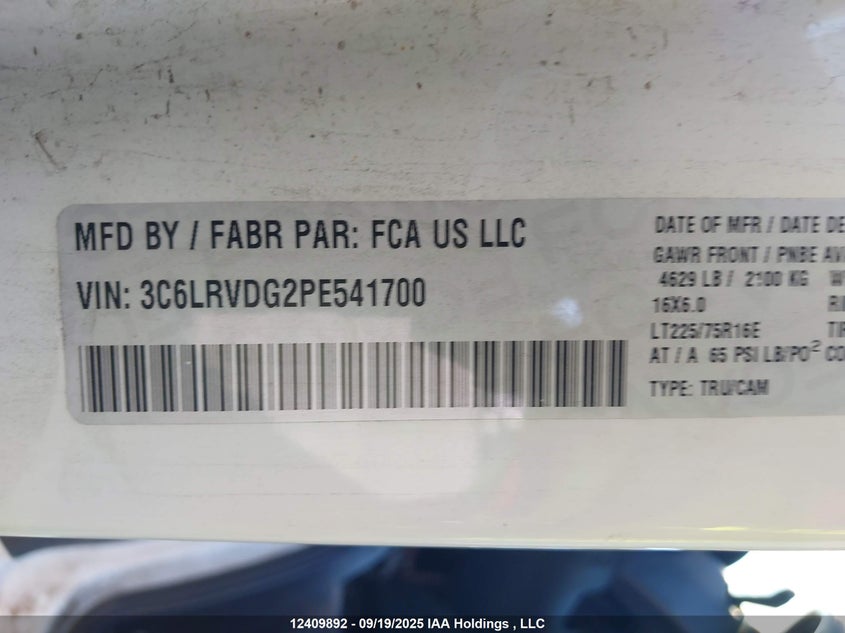 MFD BY / FABR PAR: FCA US LLC
VIN: 3C6LRVDG2PE541700
DATE OF MFR / DATE DE
GAWR FRONT / PNBE AV
4629 LB / 2100 KG W
16X6.0
LT225/75R16E
AT / A 65 PSI LB/PO²
TYPE: TRU/CAM
12409892 - 09/19/2025 IAA Holdings , LLC